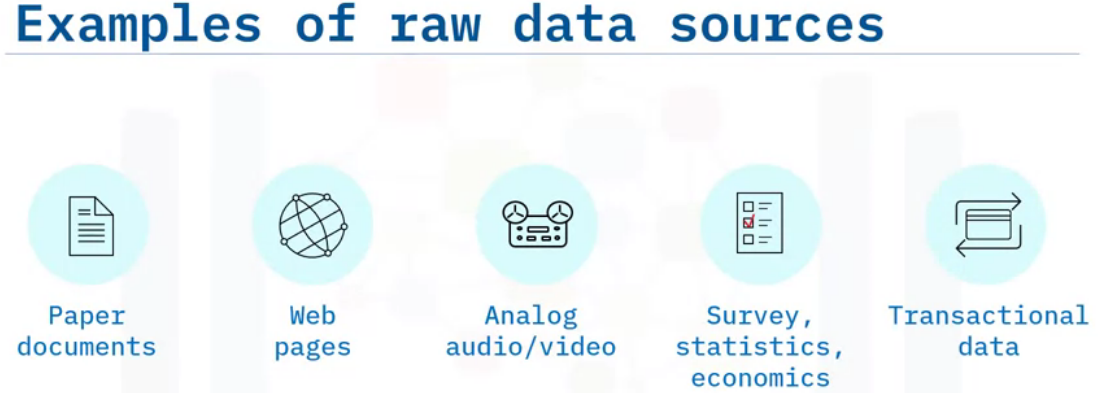 Examples of raw data sources
Paper
documents
Web
pages
Analog
audio/video
Survey,
statistics,
economics
Transactional
data